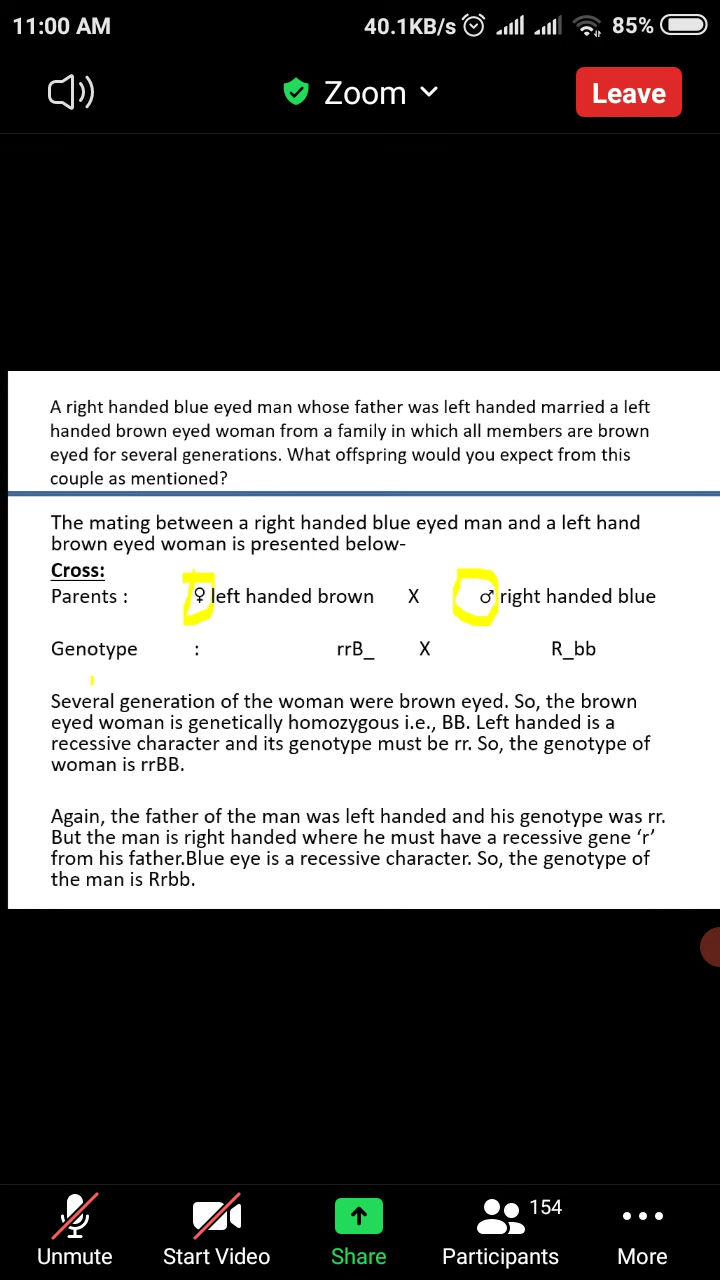 11:00 AM 40.1KB/s 85%
Zoom Leave
A right handed blue eyed man whose father was left handed married a left
handed brown eyed woman from a family in which all members are brown
eyed for several generations. What offspring would you expect from this
couple as mentioned?
The mating between a right handed blue eyed man and a left hand
brown eyed woman is presented below-
Cross:
Parents : ♀ left handed brown X ♂ right handed blue
Genotype : rrB_ X R_bb
Several generation of the woman were brown eyed. So, the brown
eyed woman is genetically homozygous i.e., BB. Left handed is a
recessive character and its genotype must be rr. So, the genotype of
woman is rrBB.
Again, the father of the man was left handed and his genotype was rr.
But the man is right handed where he must have a recessive gene ‘r’
from his father.Blue eye is a recessive character. So, the genotype of
the man is Rrbb.
154
Unmute Start Video Share Participants More